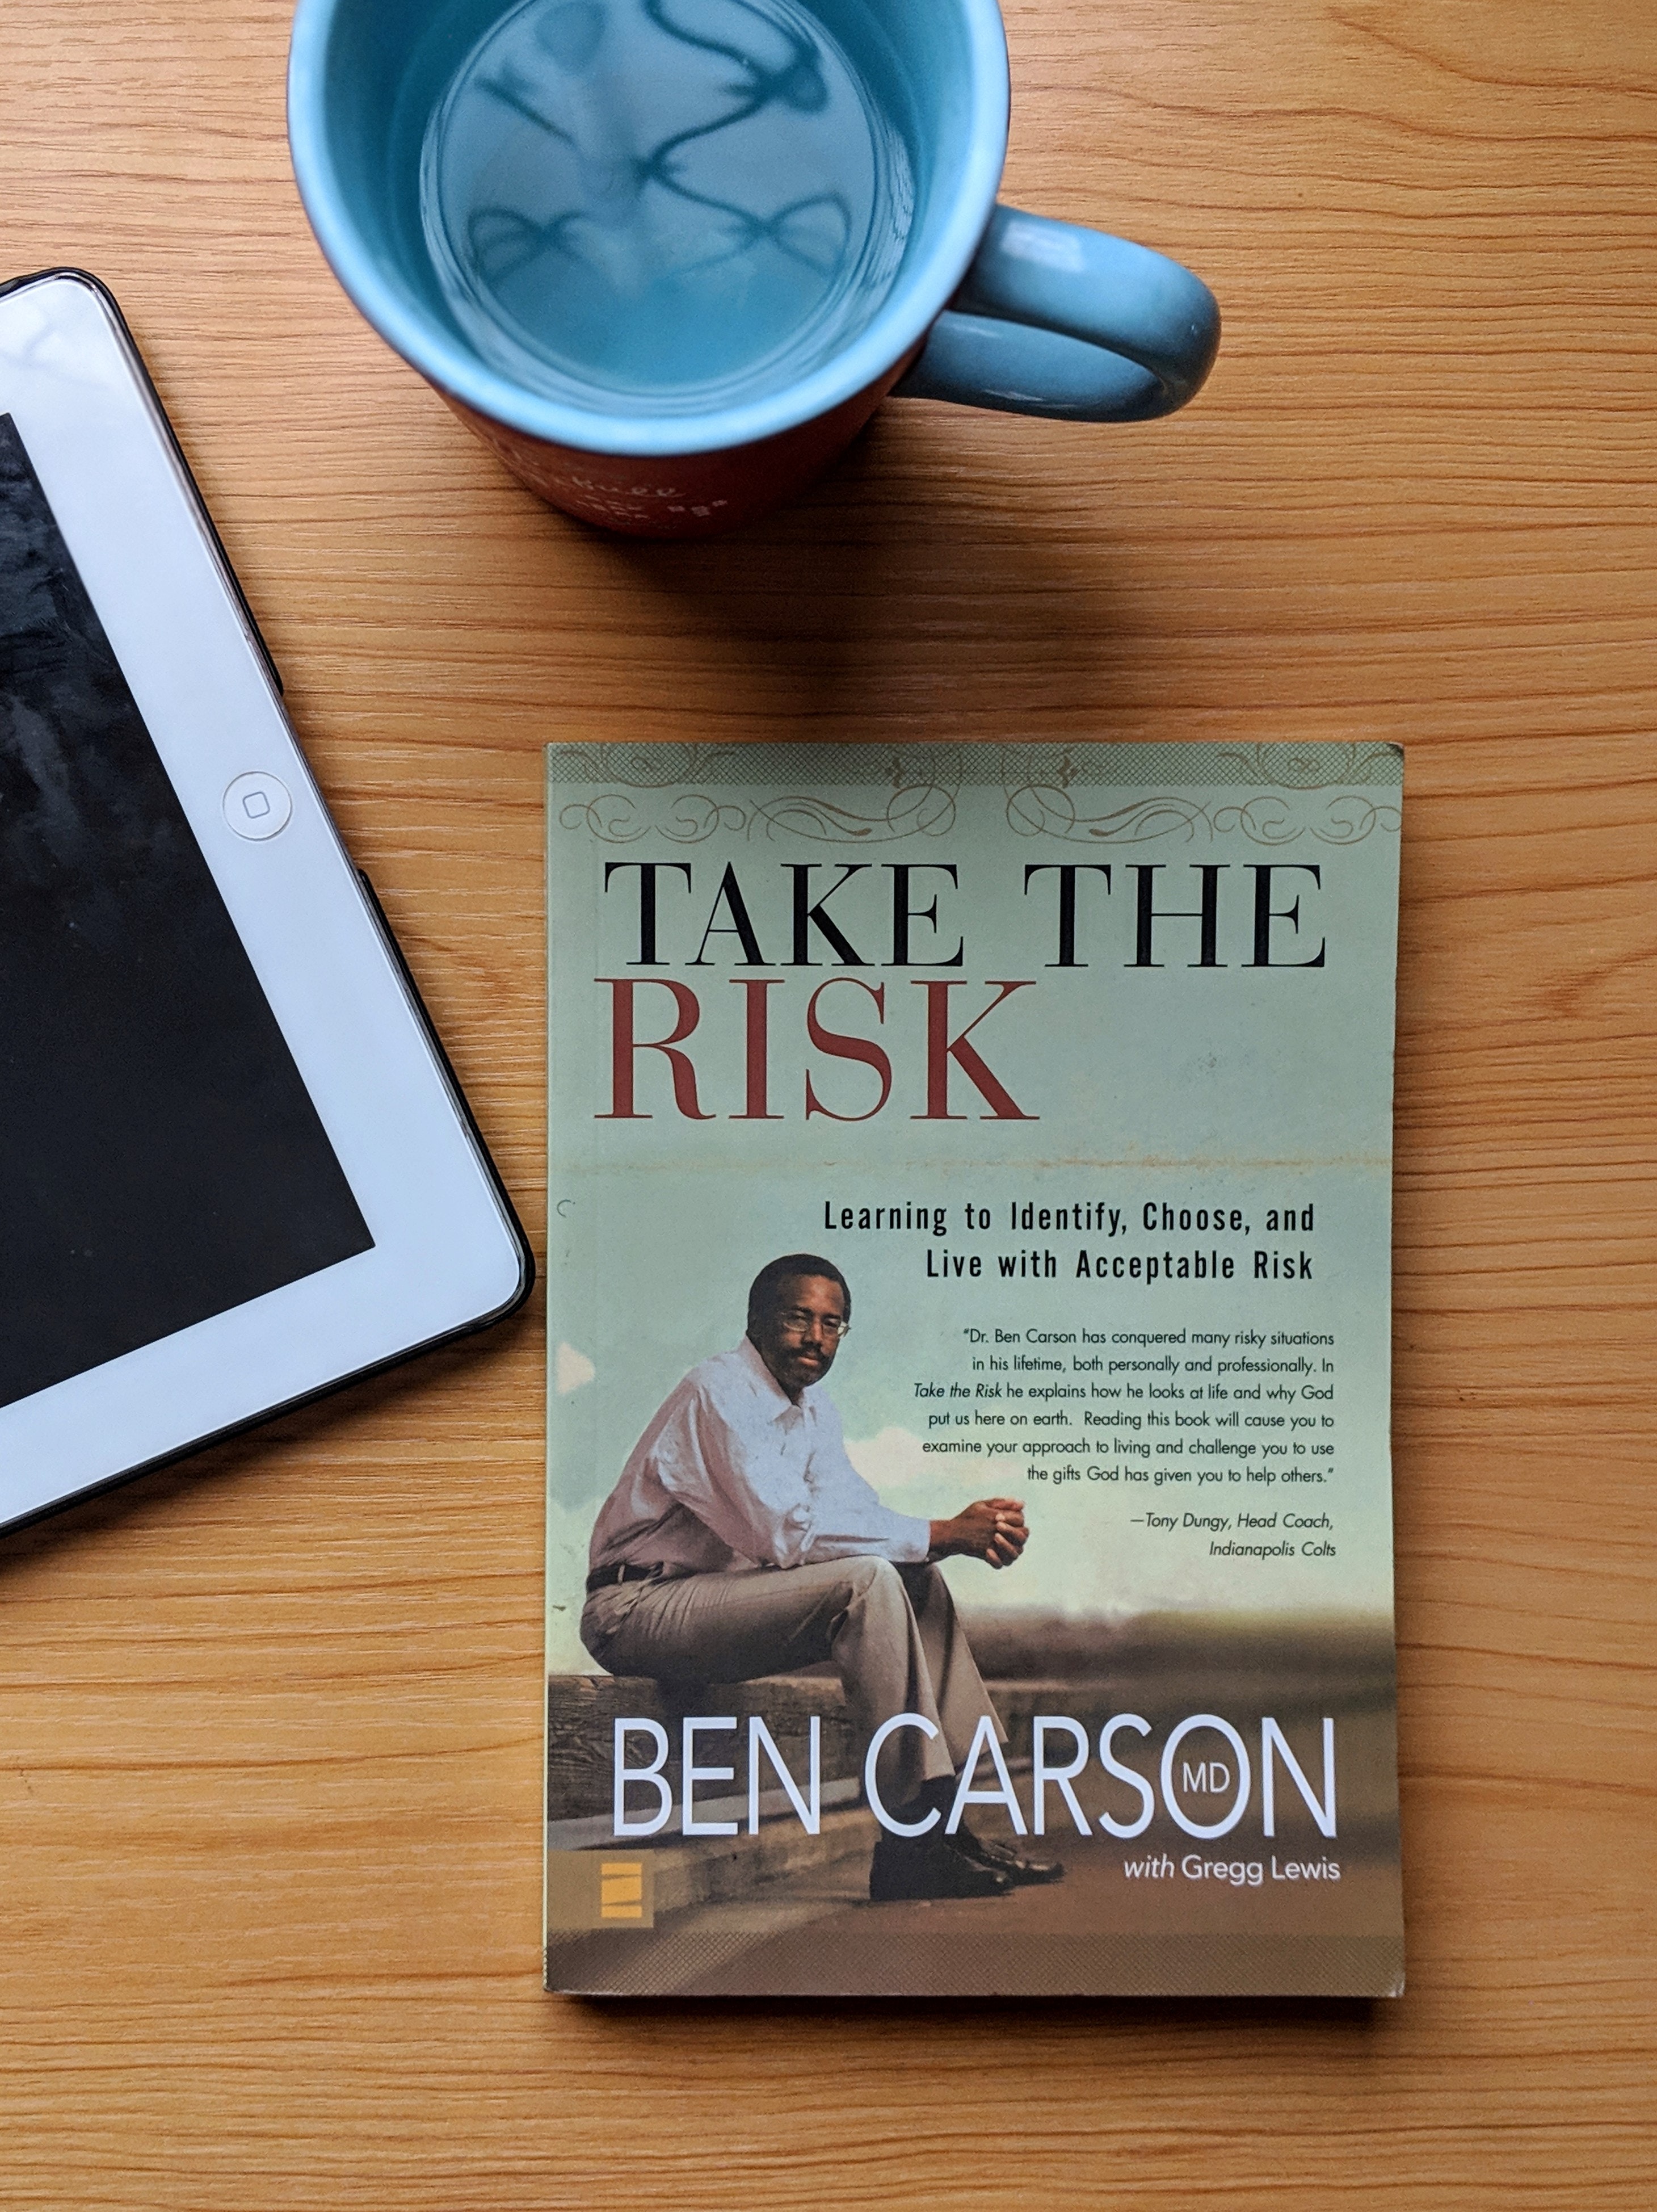 TAKE THE
RISK
Learning to Identify, Choose, and
Live with Acceptable Risk
"Dr. Ben Carson has conquered many risky situations
in his lifetime, both personally and professionally. In
Take the Risk he explains how he looks at life and why God
put us here on earth. Reading this book will cause you to
examine your approach to living and challenge you to use
the gifts God has given you to help others."
—Tony Dungy, Head Coach,
Indianapolis Colts
BEN CARSON
MD
with Gregg Lewis